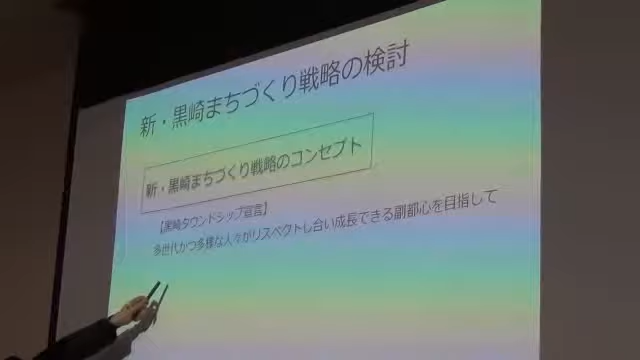 新・黒崎まちづくり戦略の検討
新・黒崎まちづくり戦略のコンセプト
【黒崎タウンドシップ宣言】
多世代かつ多様な人々がリスペクトし合い成長できる副都心を目指して